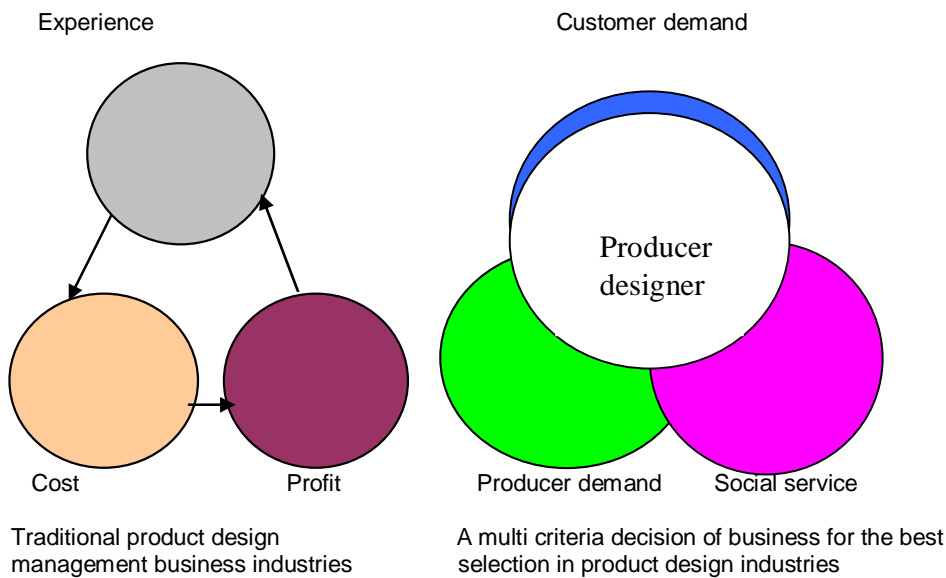 Experience
Customer demand
Producer
designer
Cost
Profit
Producer demand
Social service
Traditional product design
management business industries
A multi criteria decision of business for the best
selection in product design industries